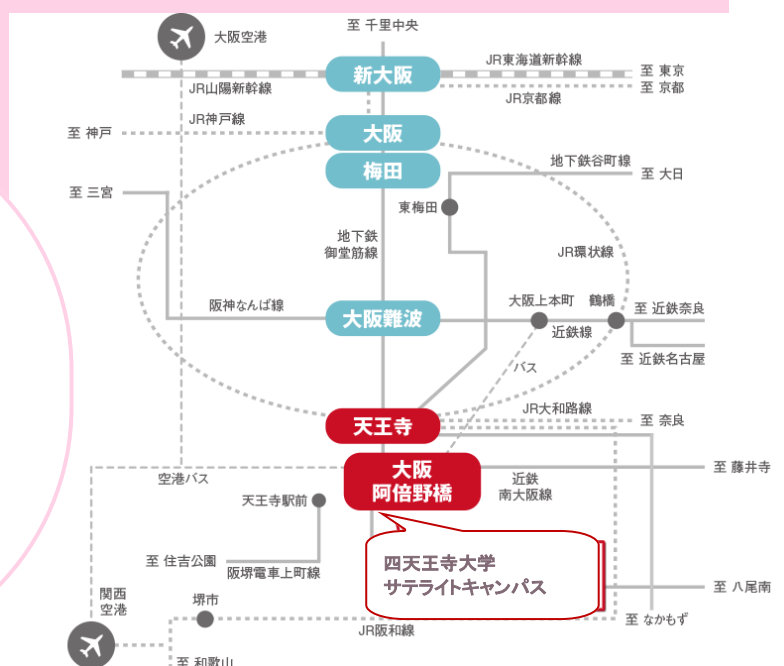 大阪空港
至 千里中央
新大阪
JR東海道新幹線
至 東京
JR山陽新幹線
至 京都
JR京都線
JR神戸線
至 神戸
大阪
梅田
地下鉄谷町線
至 大日
至 三宮
東梅田
地下鉄
御堂筋線
JR環状線
阪神なんば線
大阪難波
大阪上本町
鶴橋
至 近鉄奈良
近鉄線
至 近鉄名古屋
バス
JR大和路線
天王寺
至 奈良
大阪
阿倍野橋
空港バス
近鉄
南大阪線
至 藤井寺
天王寺駅前
至 住吉公園
阪堺電車上町線
四天王寺大学
サテライトキャンパス
至 八尾南
関西
空港
堺市
至 なかもず
JR阪和線
至 和歌山